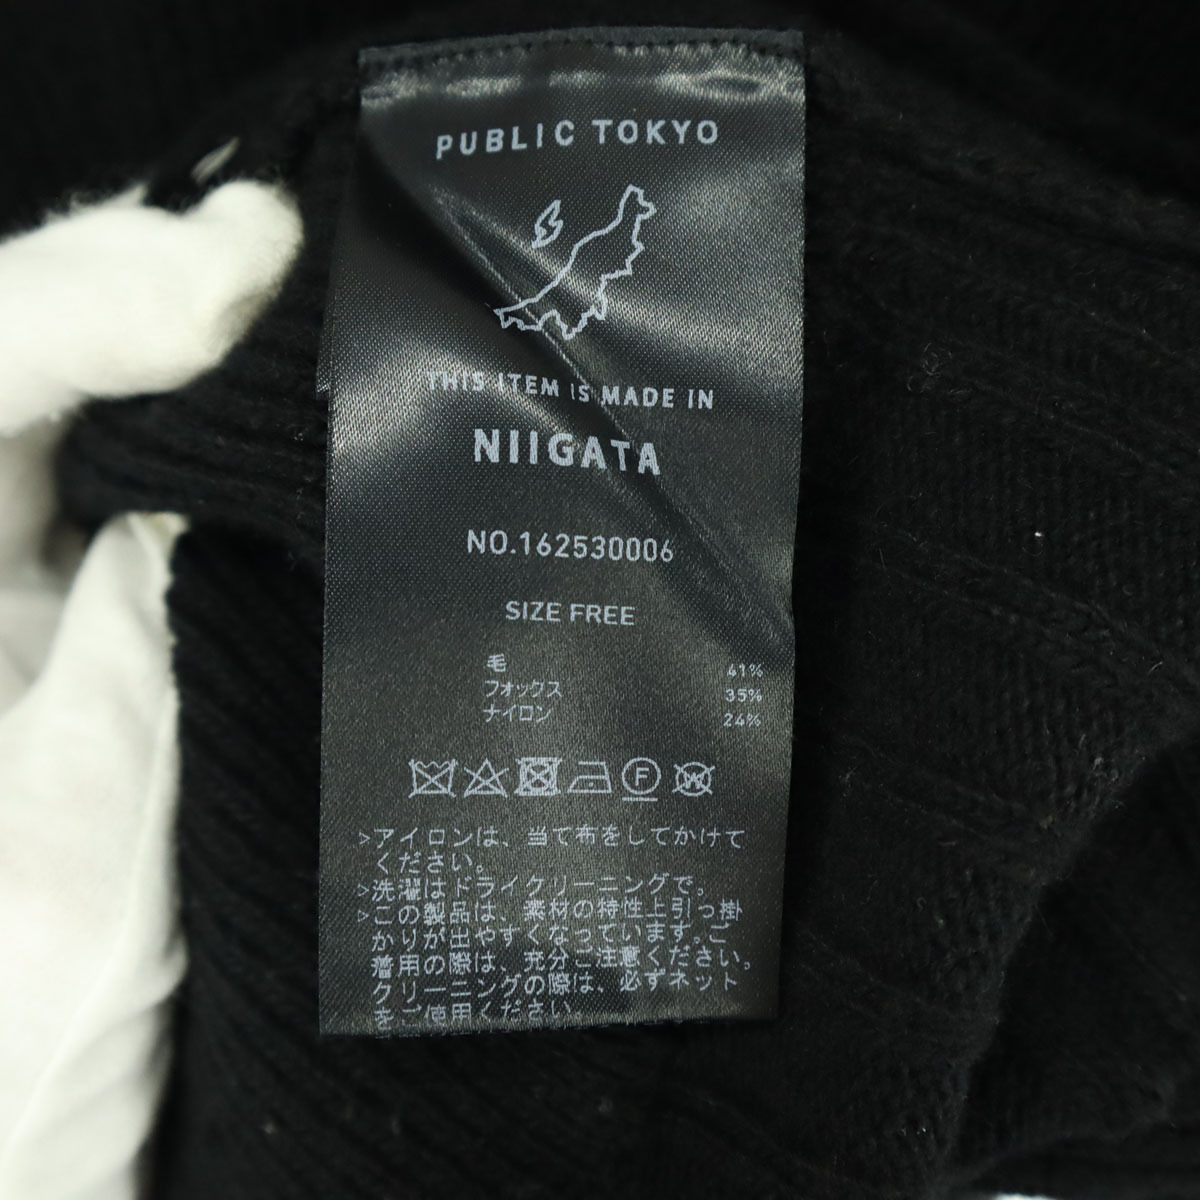 PUBLIC TOKYO
THIS ITEM IS MADE IN
NIIGATA
NO.162530006
SIZE FREE
毛 41%
フォックス 35%
ナイロン 24%
F W
>アイロンは、当て布をしてかけて
ください。
>洗濯はドライクリーニングで。
>この製品は、素材の特性上引っ掛
かりが出やすくなっています。ご
着用の際は、充分ご注意ください。
クリーニングの際は、必ずネット
をご使用ください。